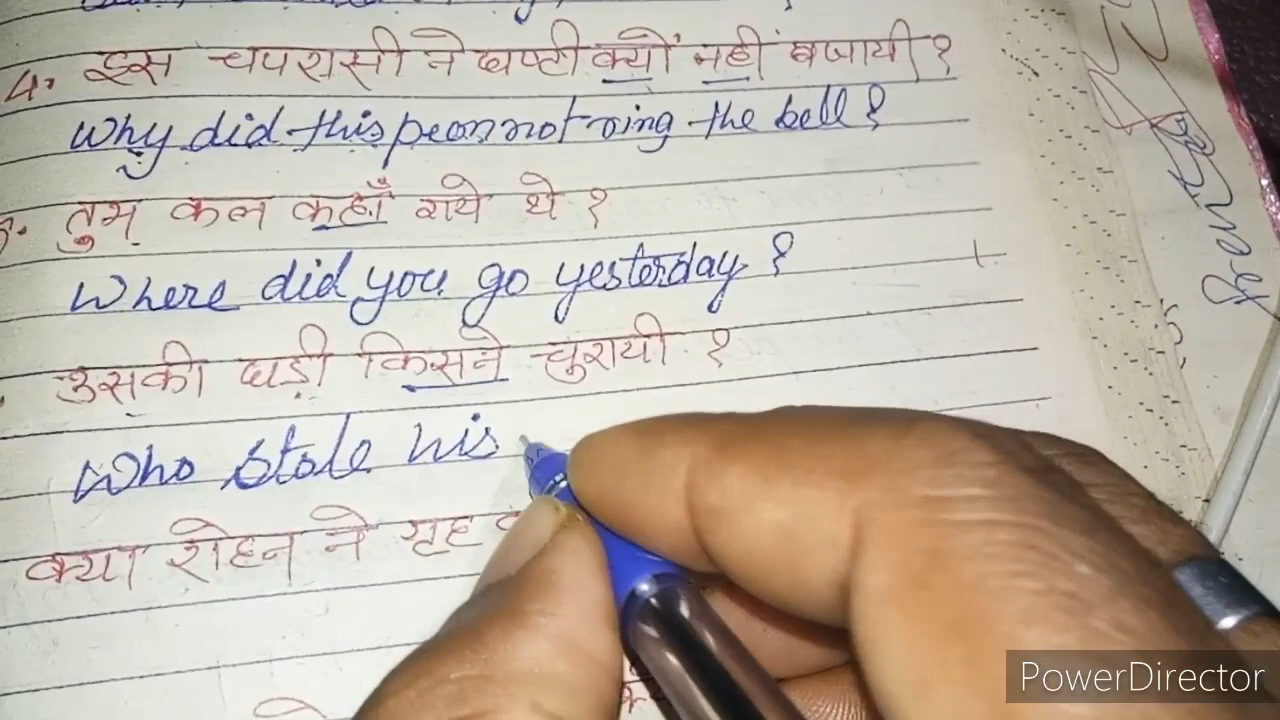 4. इस चपरासी ने घण्टी क्यों नहीं बजायी ?
Why did this peon not ring the bell ?
तुम कल कहाँ गये थे ?
Where did you go yesterday ?
उसकी घड़ी किसने चुरायी ?
Who stole his
क्या रोहन ने गृह
PowerDirector